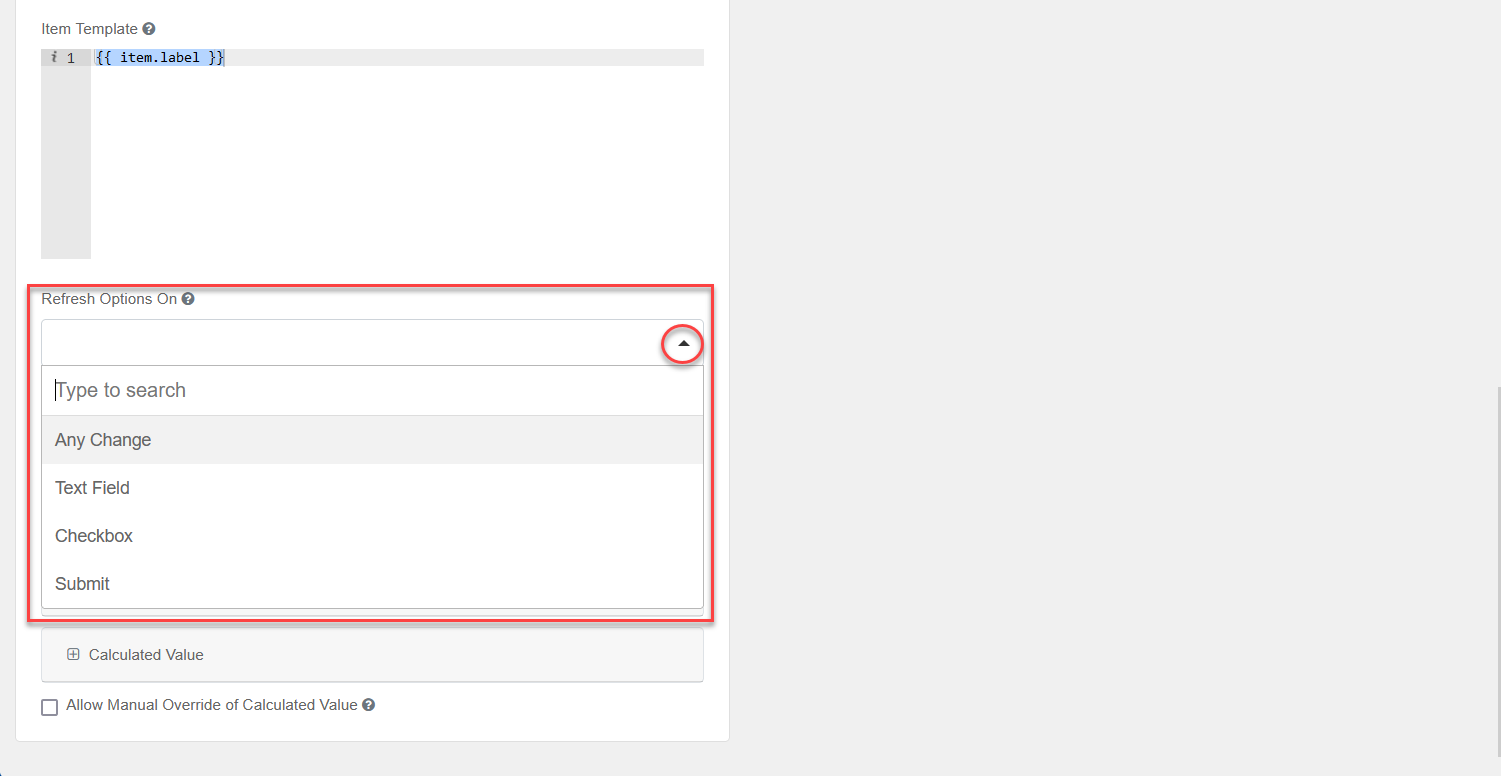 Item Template
i 1 {{ item.label }}
Refresh Options On
Type to search
Any Change
Text Field
Checkbox
Submit
Calculated Value
Allow Manual Override of Calculated Value